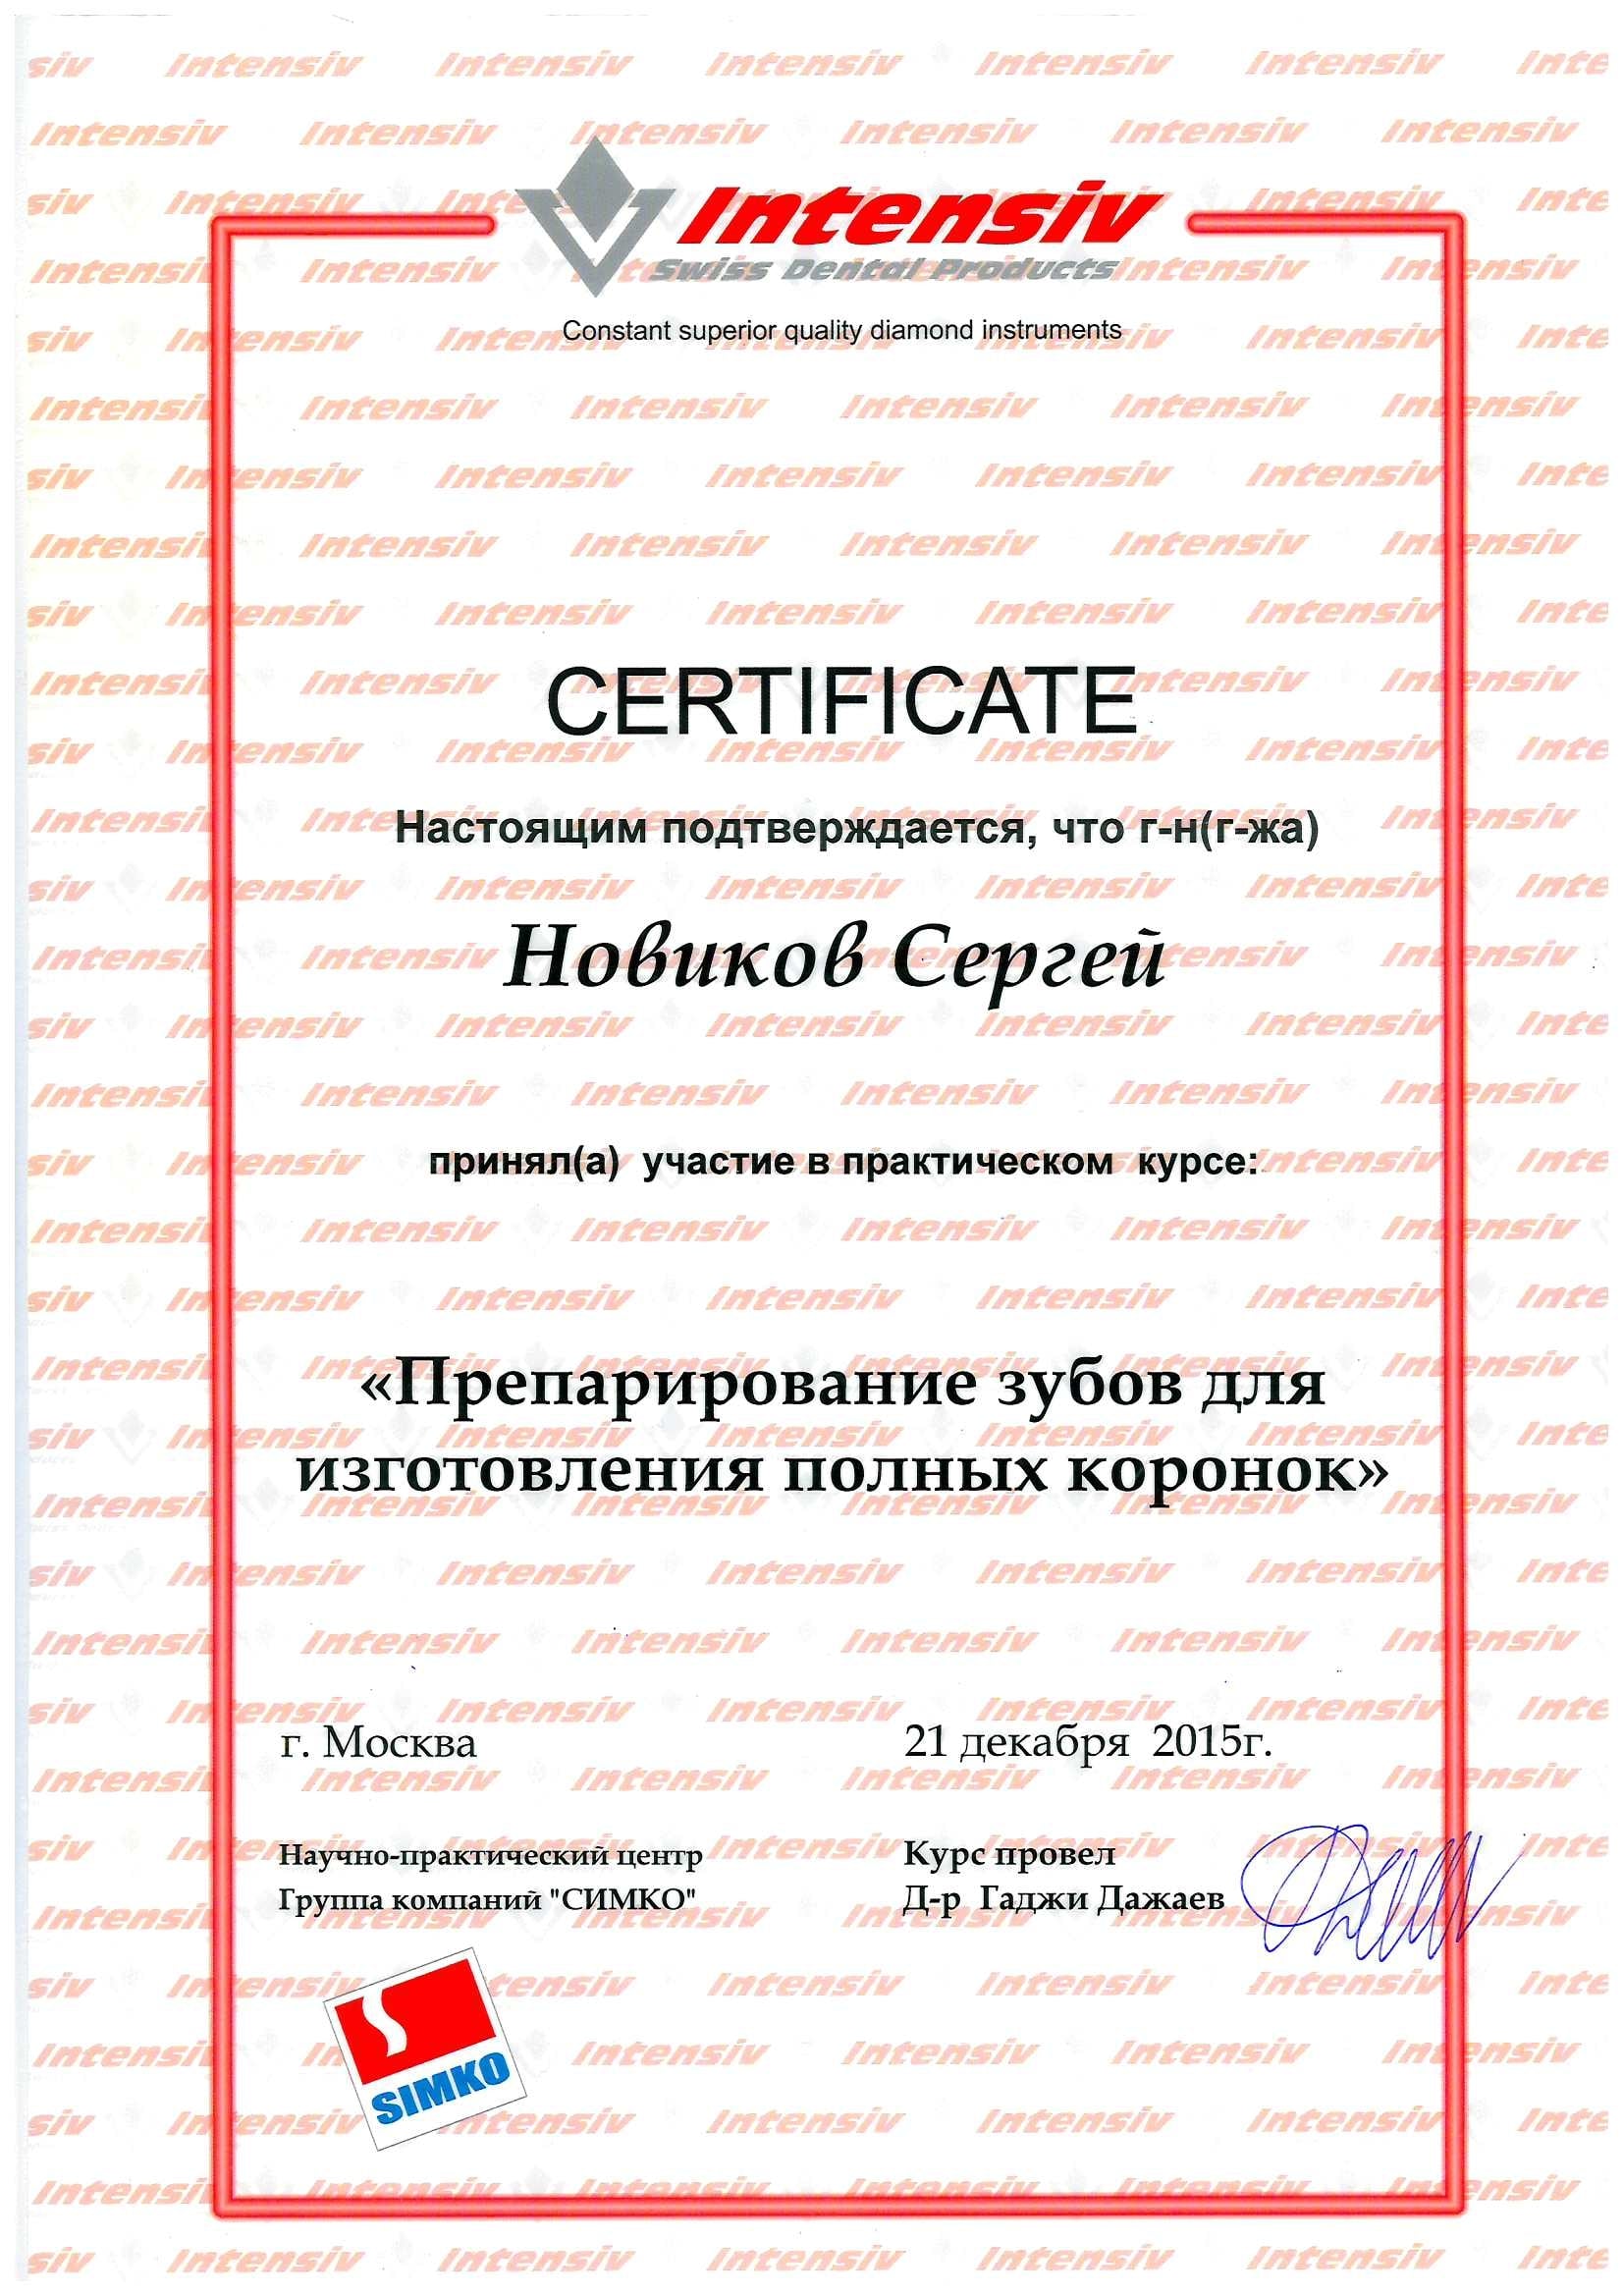 Intensiv
Swiss Dental Products
Constant superior quality diamond instruments
CERTIFICATE
Настоящим подтверждается, что г-н(г-жа)
Новиков Сергей
принял(а) участие в практическом курсе:
«Препарирование зубов для
изготовления полных коронок»
г. Москва
21 декабря 2015г.
Научно-практический центр
Группа компаний "СИМКО"
Курс провел
Д-р Гаджи Дажаев
SIMKO